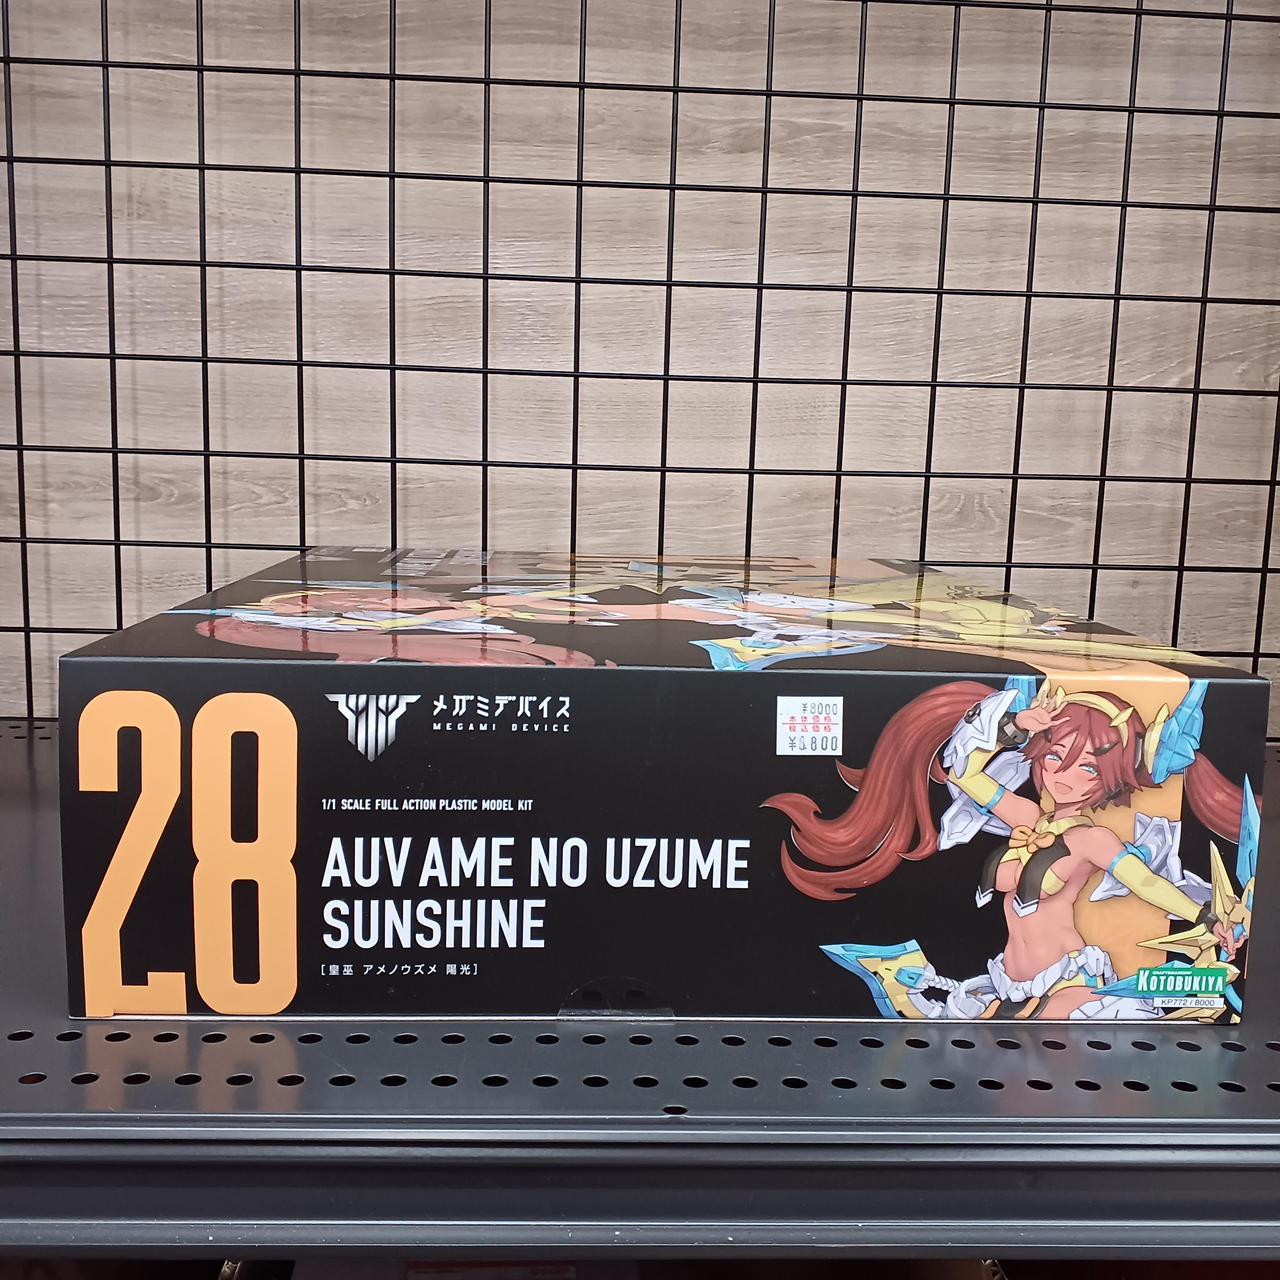 28
メガミデバイス
MEGAMI DEVICE
1/1 SCALE FULL ACTION PLASTIC MODEL KIT
AUV AME NO UZUME
SUNSHINE
[皇巫 アメノウズメ 陽光]
¥8000
本体価格
税込価格
¥8800
CRAFTSMANSHIP
KOTOBUKIYA
KP772 / 8000